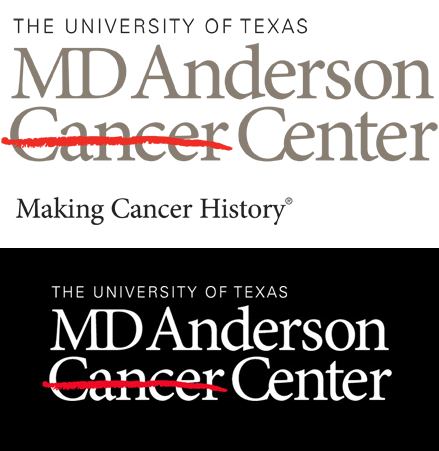 THE UNIVERSITY OF TEXAS
MD Anderson
Cancer Center
Making Cancer History®
THE UNIVERSITY OF TEXAS
MD Anderson
Cancer Center